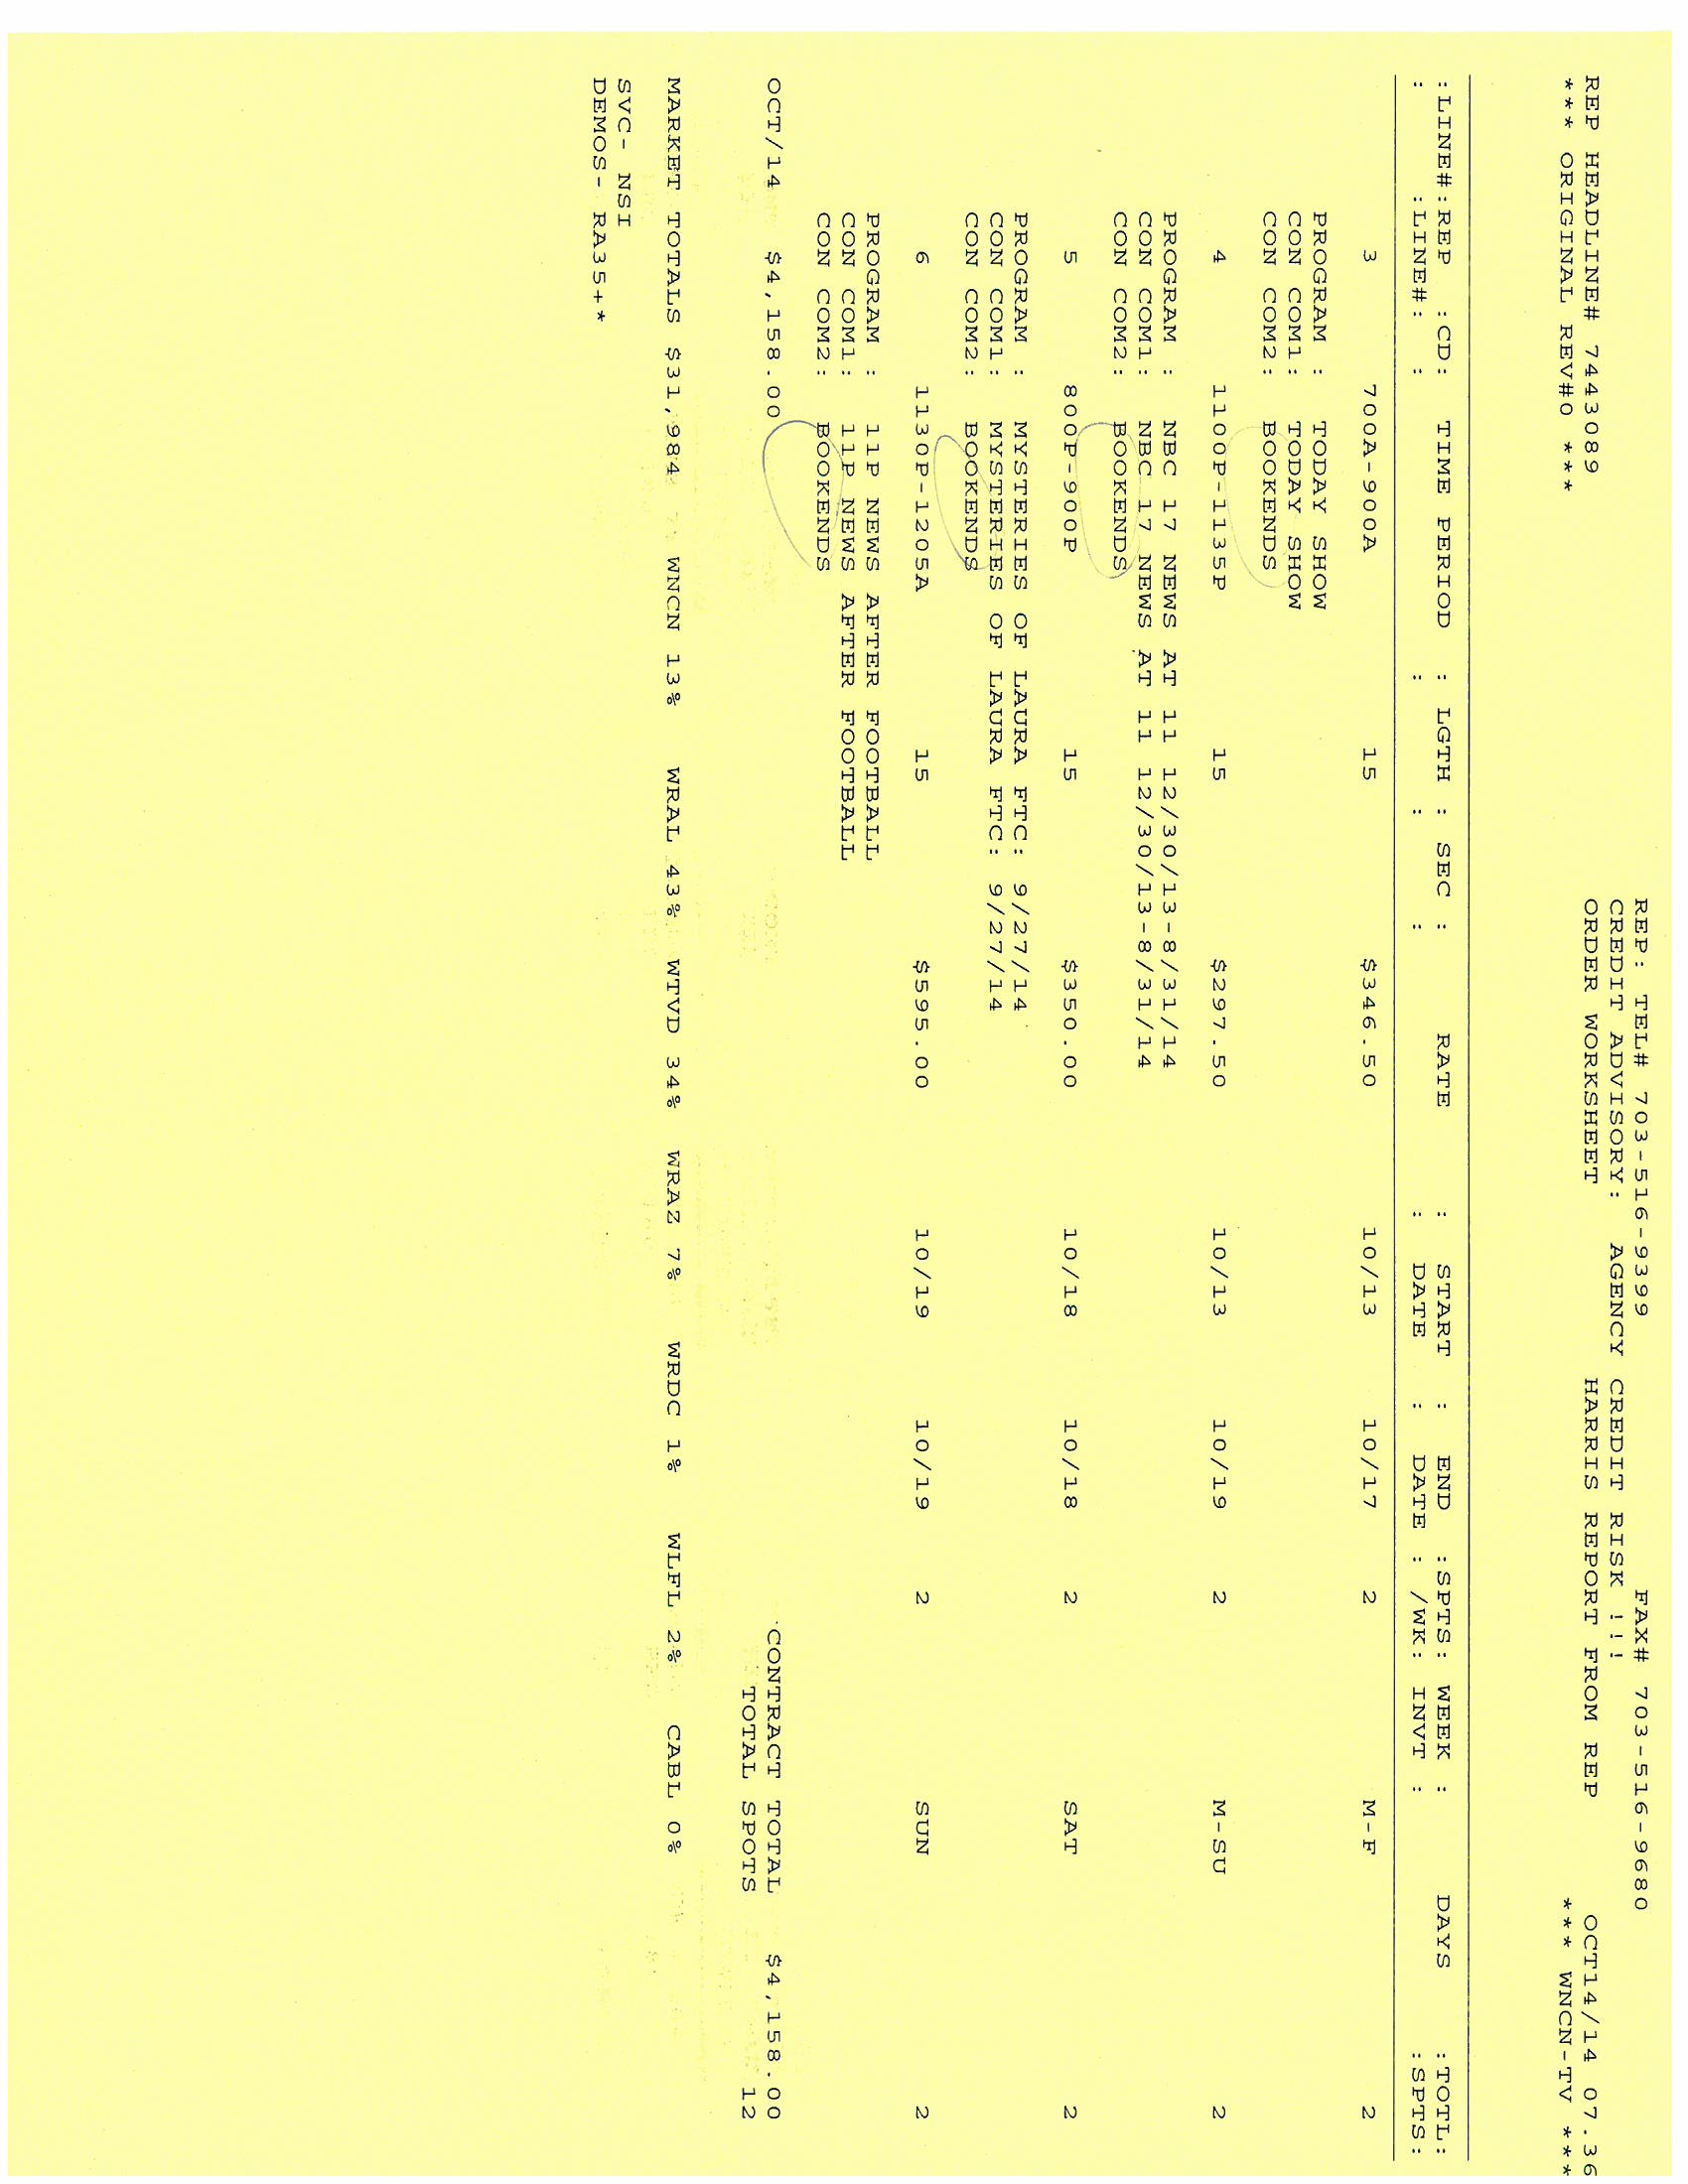 REP: TEL# 703-516-9399 FAX# 703-516-9680
CREDIT ADVISORY: AGENCY CREDIT RISK !!!
REP HEADLINE# 7443089 ORDER WORKSHEET HARRIS REPORT FROM REP OCT14/14 07.36
*** ORIGINAL REV#0 *** *** WNCN-TV ***
:LINE#:REP :CD: TIME PERIOD : LGTH : SEC : RATE : START : END :SPTS: WEEK : DAYS :TOTL:
: :LINE#: : : : : : DATE : DATE : /WK: INVT : :SPTS:
3 700A-900A 15 $346.50 10/13 10/17 2 M-F 2
PROGRAM : TODAY SHOW
CON COM1: TODAY SHOW
CON COM2: BOOKENDS
4 1100P-1135P 15 $297.50 10/13 10/19 2 M-SU 2
PROGRAM : NBC 17 NEWS AT 11 12/30/13-8/31/14
CON COM1: NBC 17 NEWS AT 11 12/30/13-8/31/14
CON COM2: BOOKENDS
5 800P-900P 15 $350.00 10/18 10/18 2 SAT 2
PROGRAM : MYSTERIES OF LAURA FTC: 9/27/14
CON COM1: MYSTERIES OF LAURA FTC: 9/27/14
CON COM2: BOOKENDS
6 1130P-1205A 15 $595.00 10/19 10/19 2 SUN 2
PROGRAM : 11P NEWS AFTER FOOTBALL
CON COM1: 11P NEWS AFTER FOOTBALL
CON COM2: BOOKENDS
OCT/14 $4,158.00 CONTRACT TOTAL $4,158.00
TOTAL SPOTS 12
MARKET TOTALS $31,984 WNCN 13% WRAL 43% WTVD 34% WRAZ 7% WRDC 1% WLFL 2% CABL 0%
SVC- NSI
DEMOS- RA35+*